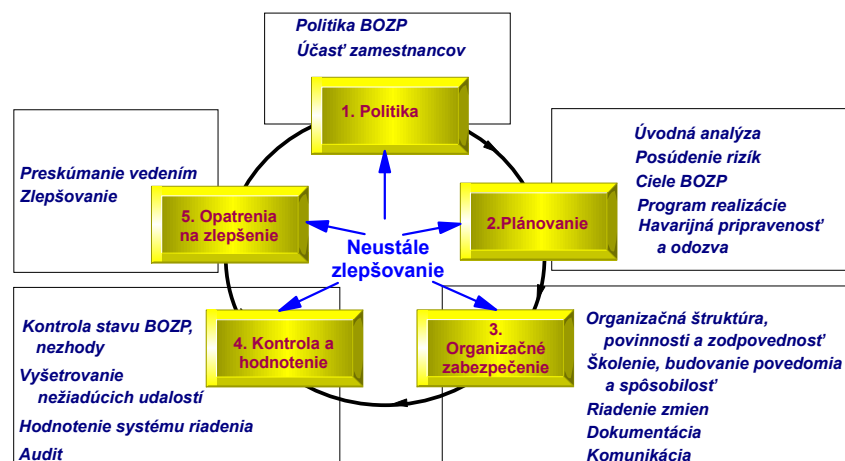 Politika BOZP
Účasť zamestnancov
1. Politika
Úvodná analýza
Posúdenie rizík
Ciele BOZP
Program realizácie
Havarijná pripravenosť
a odozva
2.Plánovanie
Organizačná štruktúra,
povinnosti a zodpovednosť
Školenie, budovanie povedomia
a spôsobilosť
Riadenie zmien
Dokumentácia
Komunikácia
3.
Organizačné
zabezpečenie
4. Kontrola a
hodnotenie
Kontrola stavu BOZP,
nezhody
Vyšetrovanie
nežiadúcich udalostí
Hodnotenie systému riadenia
Audit
5. Opatrenia
na zlepšenie
Preskúmanie vedením
Zlepšovanie
Neustále
zlepšovanie